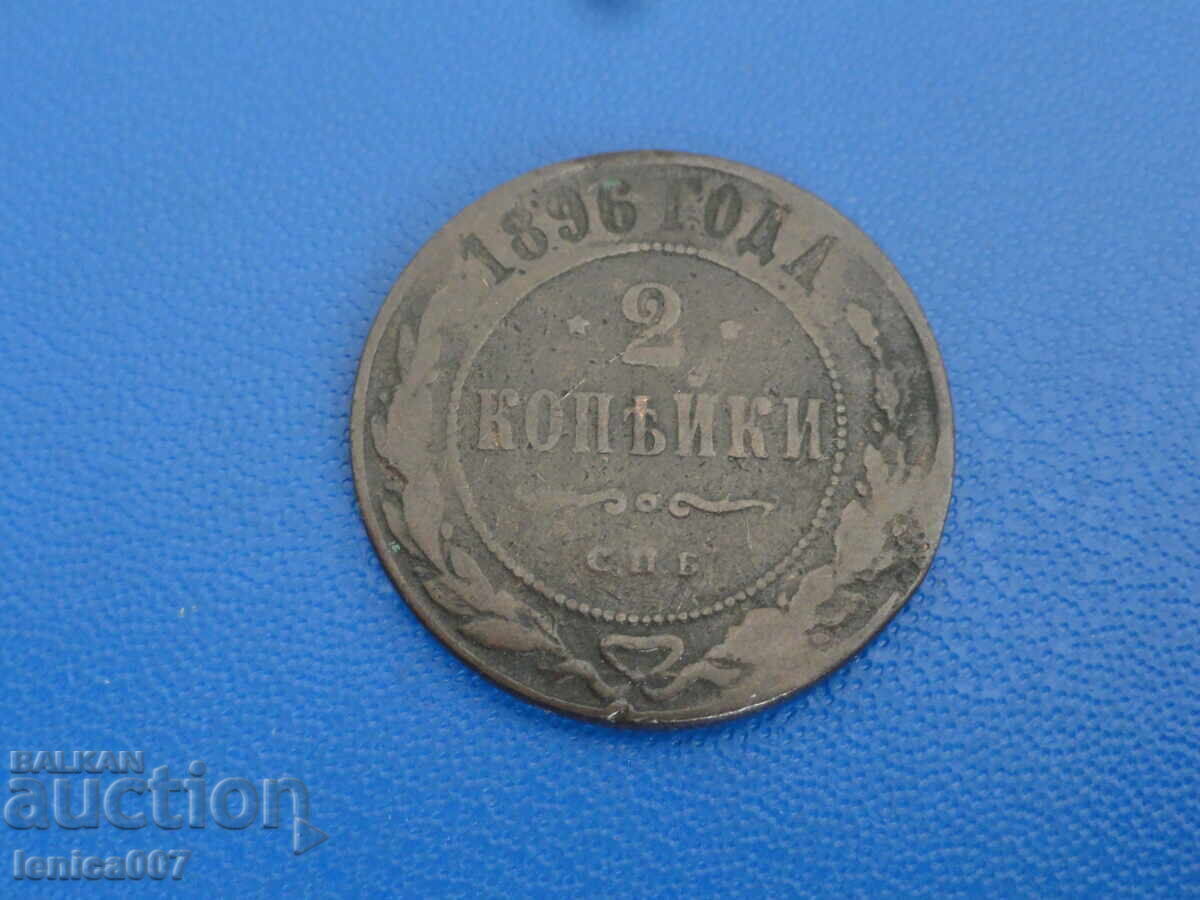 1896 ГОДА
2
КОПѢЙКИ
С.П.Б
BALKAN
auction
lenica007